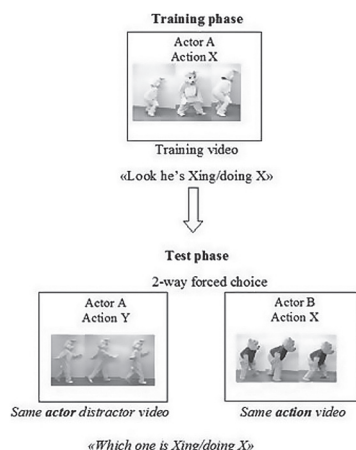 Training phase
Actor A
Action X
Training video
«Look he's Xing/doing X»
Test phase
2-way forced choice
Actor A
Action Y
Actor B
Action X
Same actor distractor video
Same action video
«Which one is Xing/doing X»